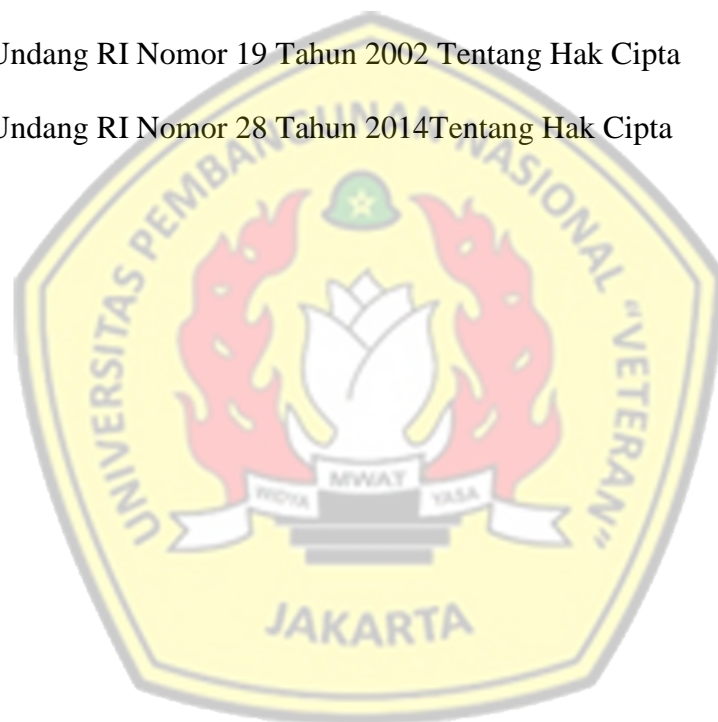 Undang RI Nomor 19 Tahun 2002 Tentang Hak Cipta
Undang RI Nomor 28 Tahun 2014Tentang Hak Cipta
UNIVERSITAS PEMBANGUNAN NASIONAL "VETERAN"
WIDYA MWAT YASA
JAKARTA